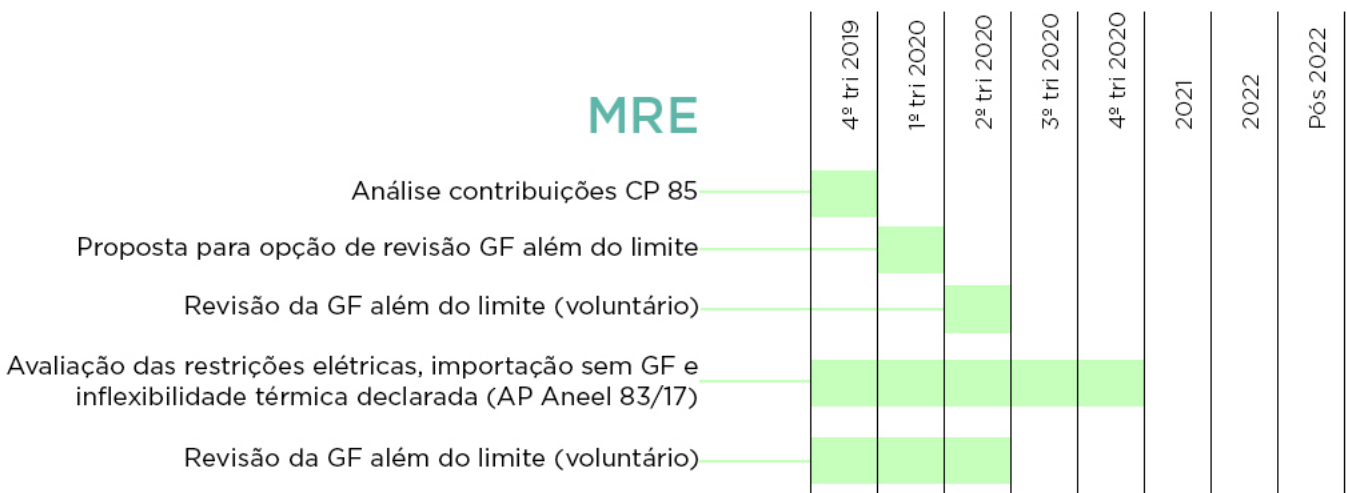 4º tri 2019
1º tri 2020
2º tri 2020
3º tri 2020
4º tri 2020
2021
2022
Pós 2022
MRE
Análise contribuições CP 85
Proposta para opção de revisão GF além do limite
Revisão da GF além do limite (voluntário)
Avaliação das restrições elétricas, importação sem GF e
inflexibilidade térmica declarada (AP Aneel 83/17)
Revisão da GF além do limite (voluntário)